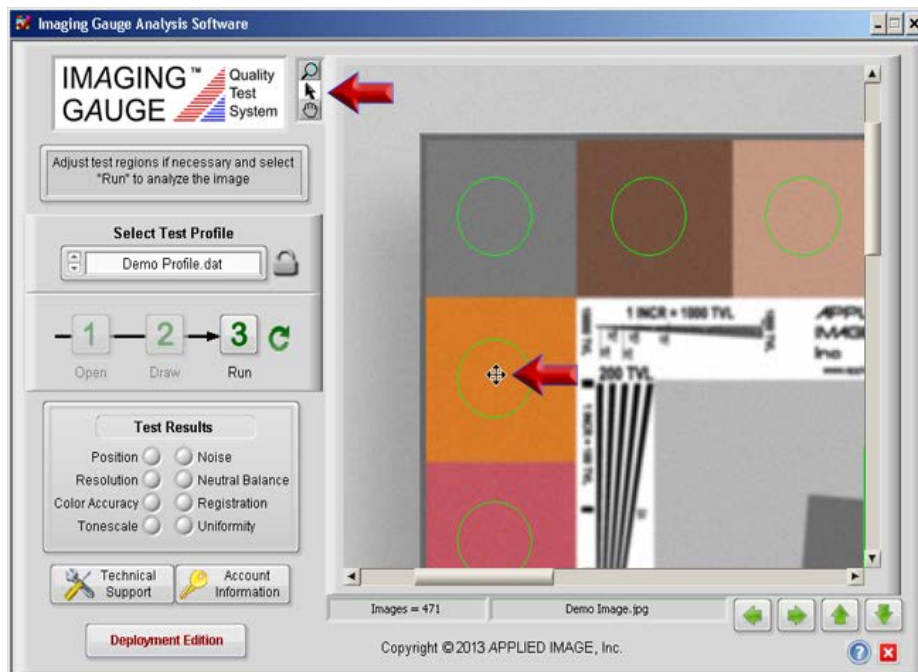 Imaging Gauge Analysis Software
IMAGING™
GAUGE
Quality
Test
System
Adjust test regions if necessary and select
"Run" to analyze the image
Select Test Profile
Demo Profile.dat
1
2
3
Open
Draw
Run
Test Results
Position
Noise
Resolution
Neutral Balance
Color Accuracy
Registration
Tonescale
Uniformity
Technical
Support
Account
Information
Deployment Edition
1 INCR = 1000 TVL
200 TVL
APPL
IMAG
Inc
Images = 471
Demo Image.jpg
Copyright © 2013 APPLIED IMAGE, Inc.
?